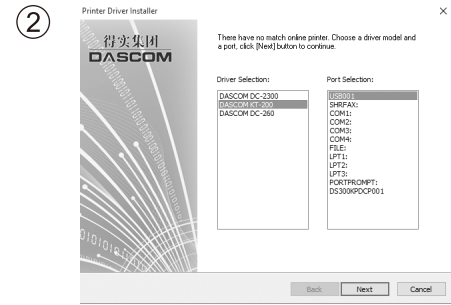 ②
Printer Driver Installer
得实集团
DASCOM
There have no match online printer. Choose a driver model and
a port, click [Next] button to continue.
Driver Selection:
DASCOM DC-2300
DASCOM KT-200
DASCOM DC-260
Port Selection:
USB001
SHRFAX:
COM1:
COM2:
COM3:
COM4:
FILE:
LPT1:
LPT2:
LPT3:
PORTPROMPT:
DS300KPDCP001
Back
Next
Cancel